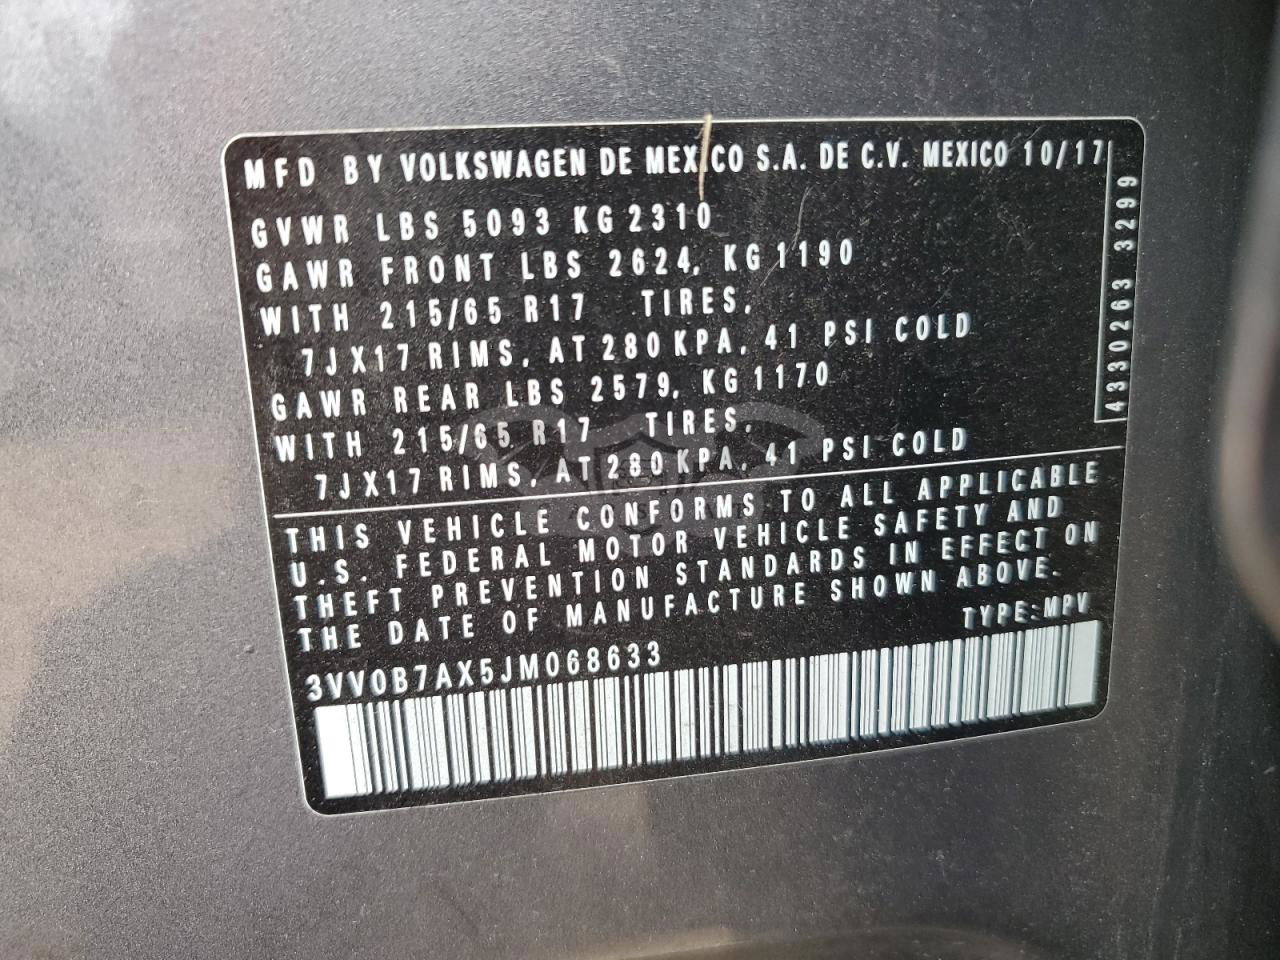 MFD BY VOLKSWAGEN DE MEXICO S.A. DE C.V. MEXICO 10/17
GVWR LBS 5093 KG 2310
GAWR FRONT LBS 2624, KG 1190
WITH 215/65 R17 TIRES,
7JX17 RIMS, AT 280 KPA, 41 PSI COLD
GAWR REAR LBS 2579, KG 1170
WITH 215/65 R17 TIRES,
7JX17 RIMS, AT 280 KPA, 41 PSI COLD
4330263 3299
THIS VEHICLE CONFORMS TO ALL APPLICABLE
U.S. FEDERAL MOTOR VEHICLE SAFETY AND
THEFT PREVENTION STANDARDS IN EFFECT ON
THE DATE OF MANUFACTURE SHOWN ABOVE.
TYPE: MPV
3VV0B7AX5JM068633